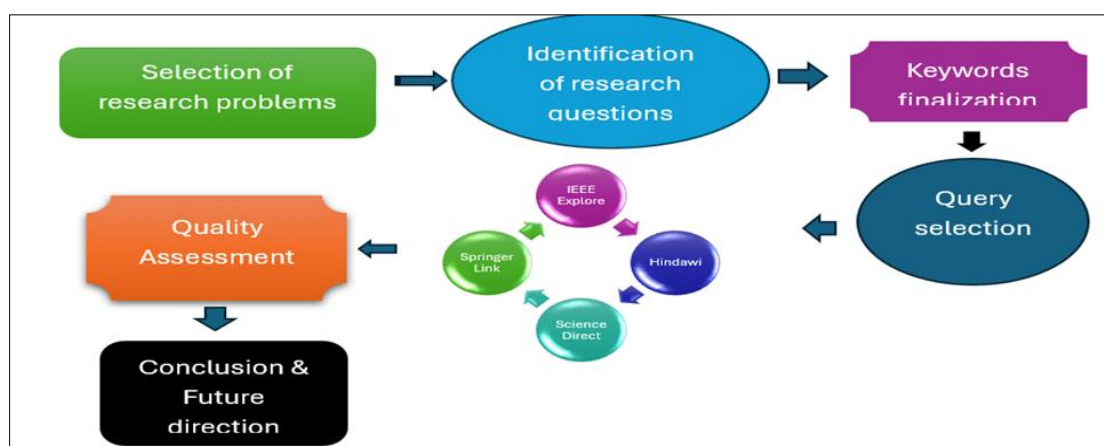 Selection of
research problems
Identification
of research
questions
Keywords
finalization
Query
selection
IEEE
Explore
Hindawi
Science
Direct
Springer
Link
Quality
Assessment
Conclusion &
Future
direction